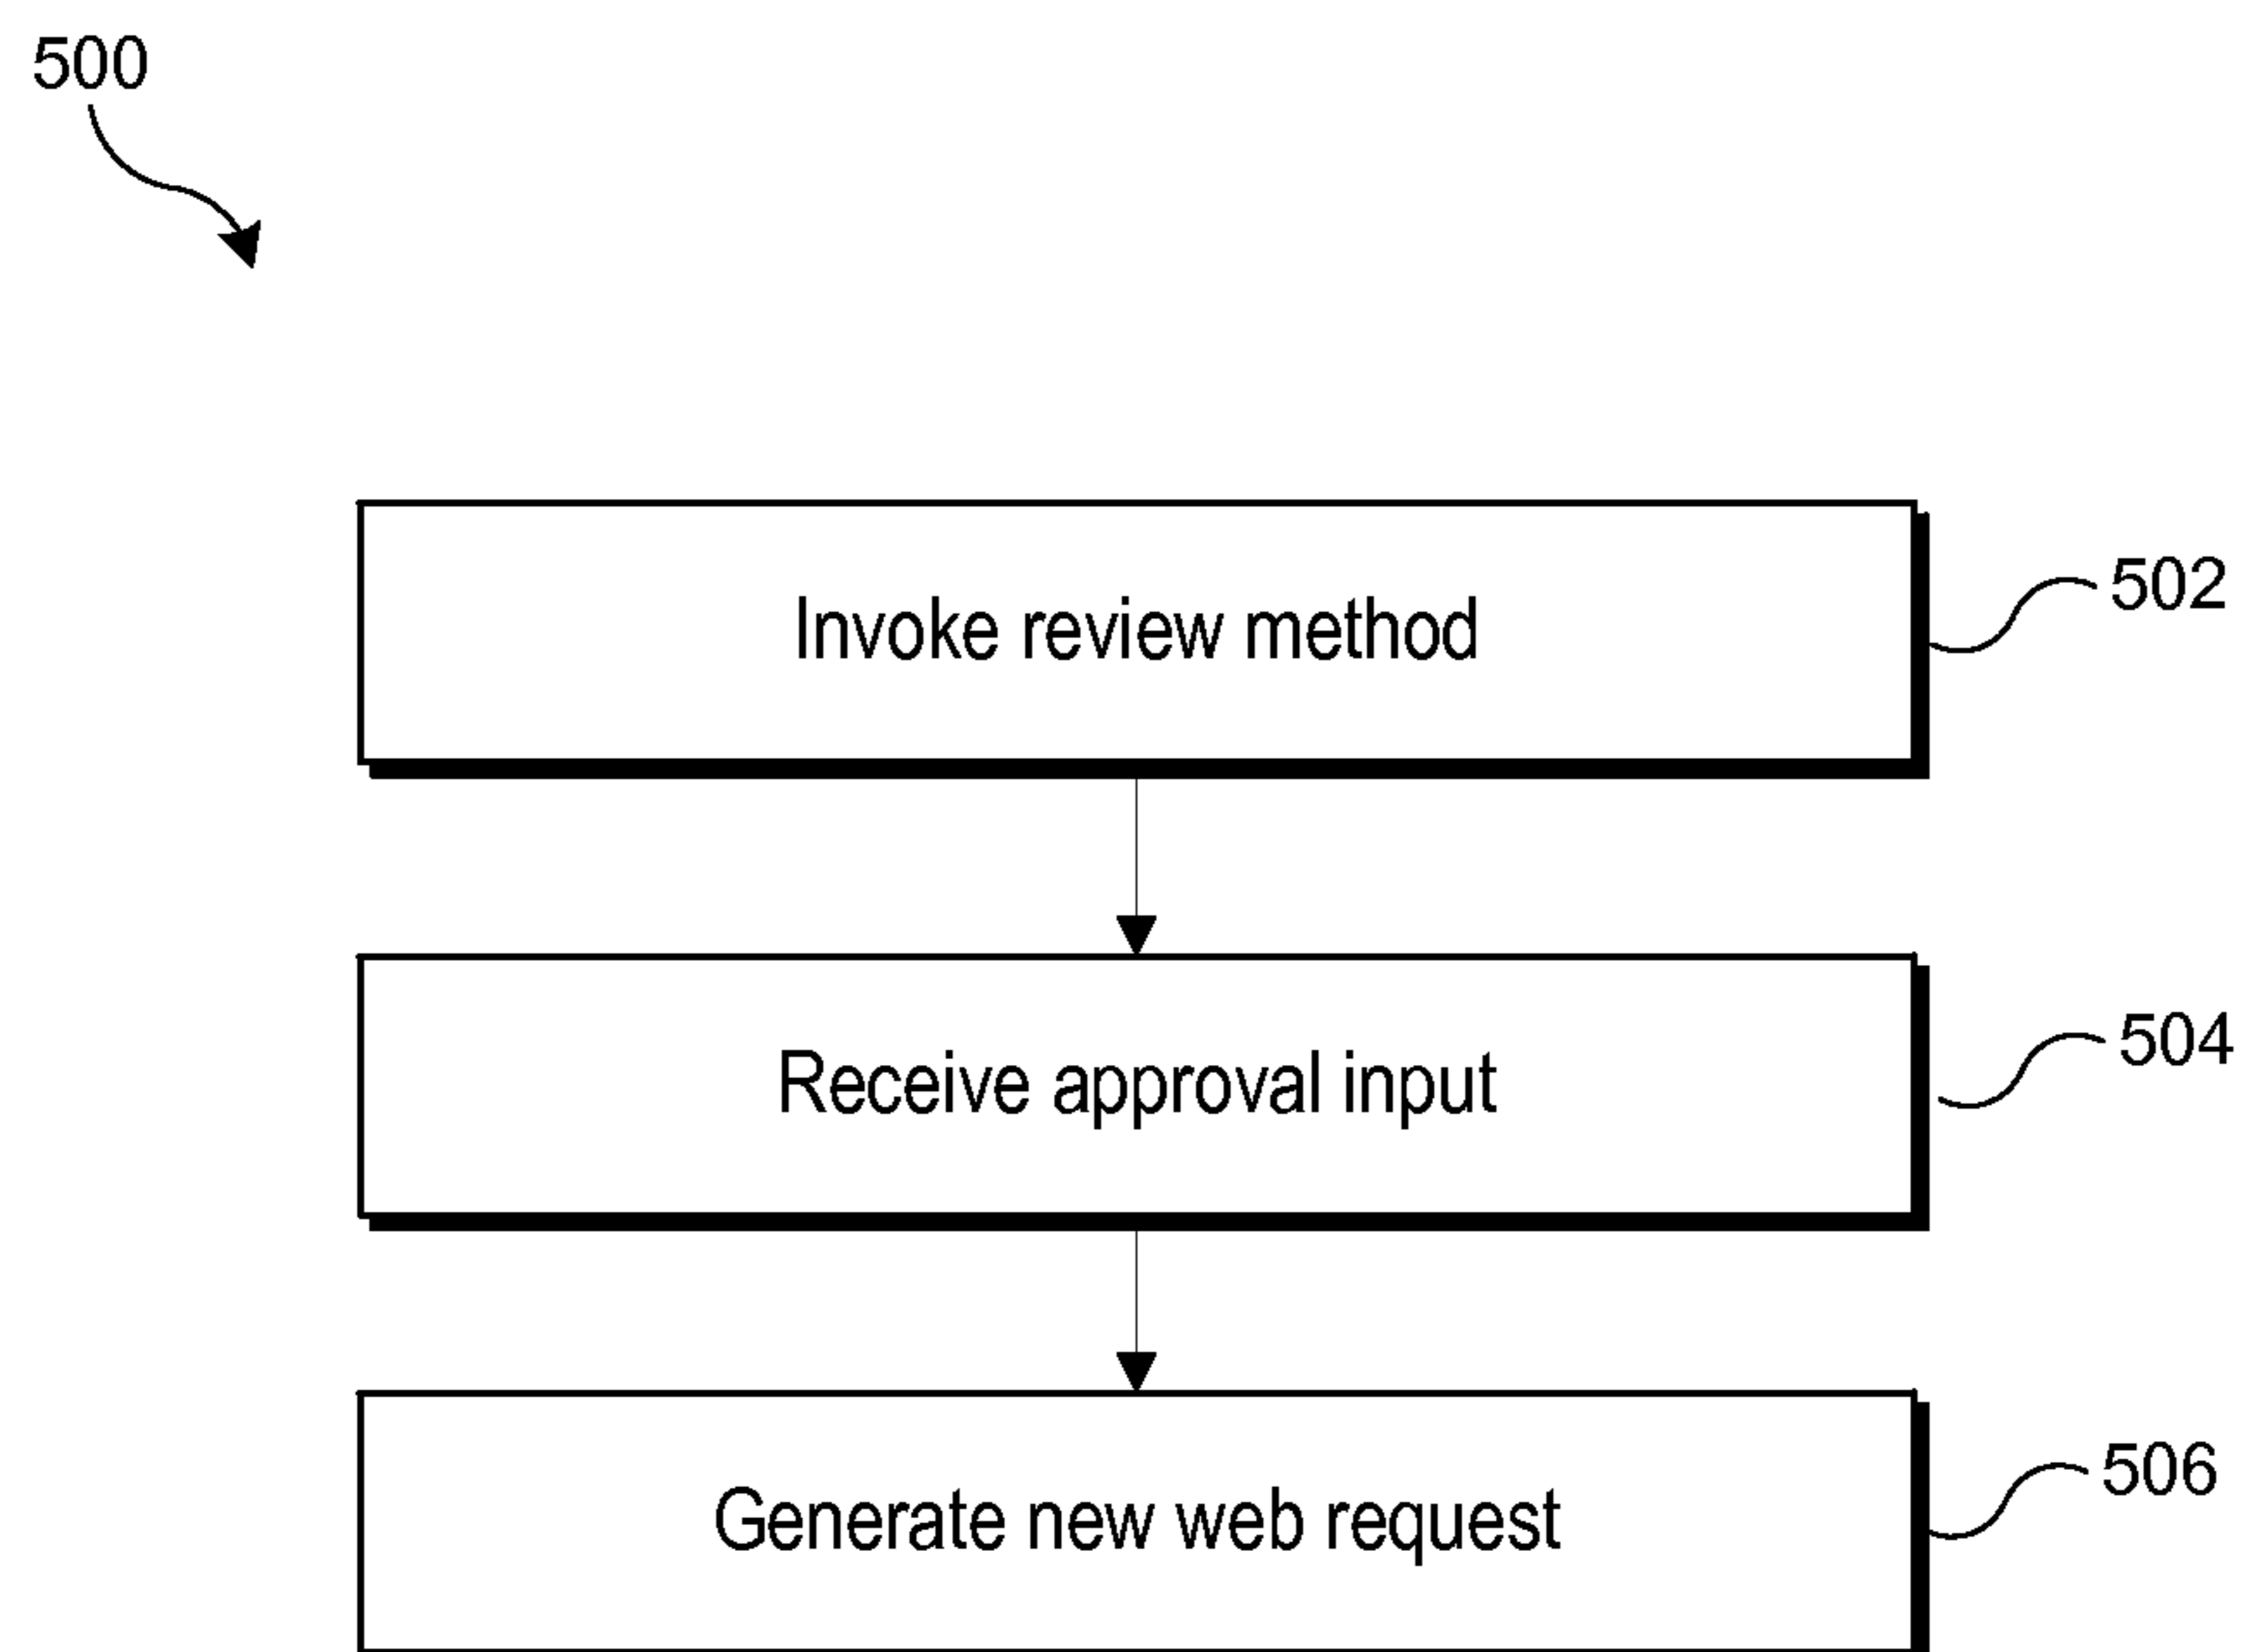 500
Invoke review method
502
Receive approval input
504
Generate new web request
506